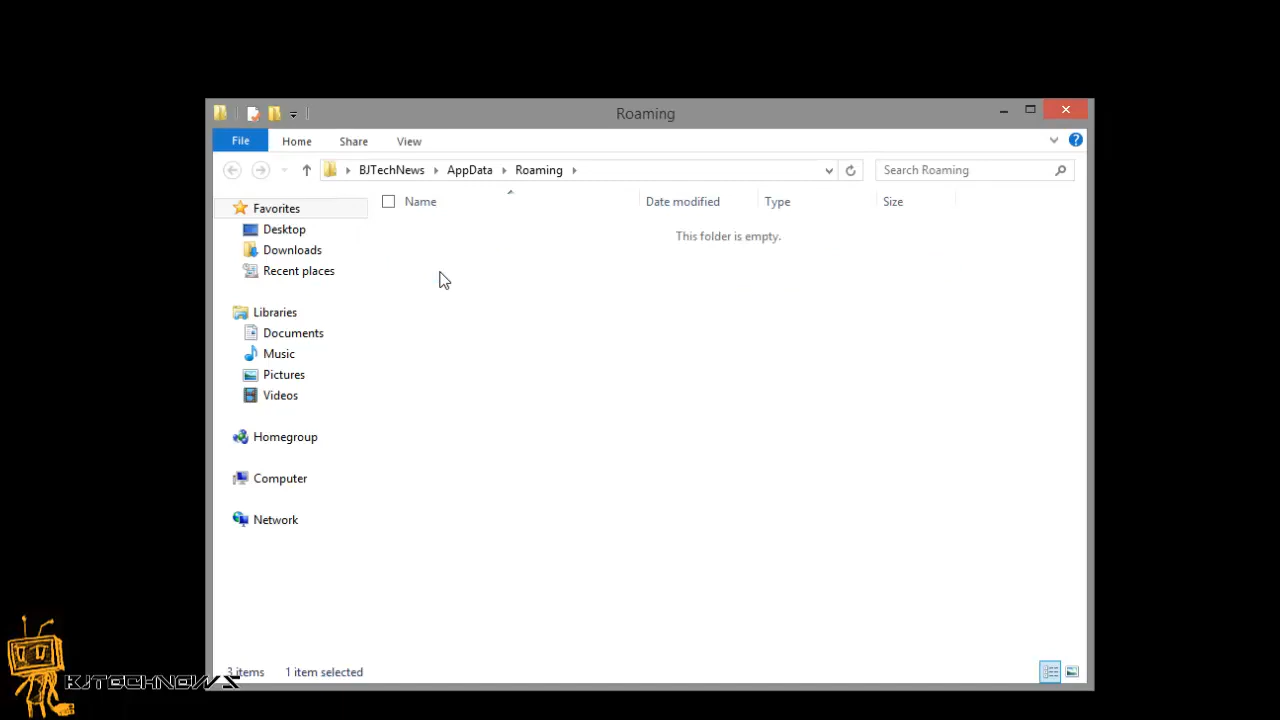 Roaming
File Home Share View
BJTechNews AppData Roaming
Search Roaming
Name Date modified Type Size
This folder is empty.
Favorites
Desktop
Downloads
Recent places
Libraries
Documents
Music
Pictures
Videos
Homegroup
Computer
Network
3 items 1 item selected
BJTECHNEWS